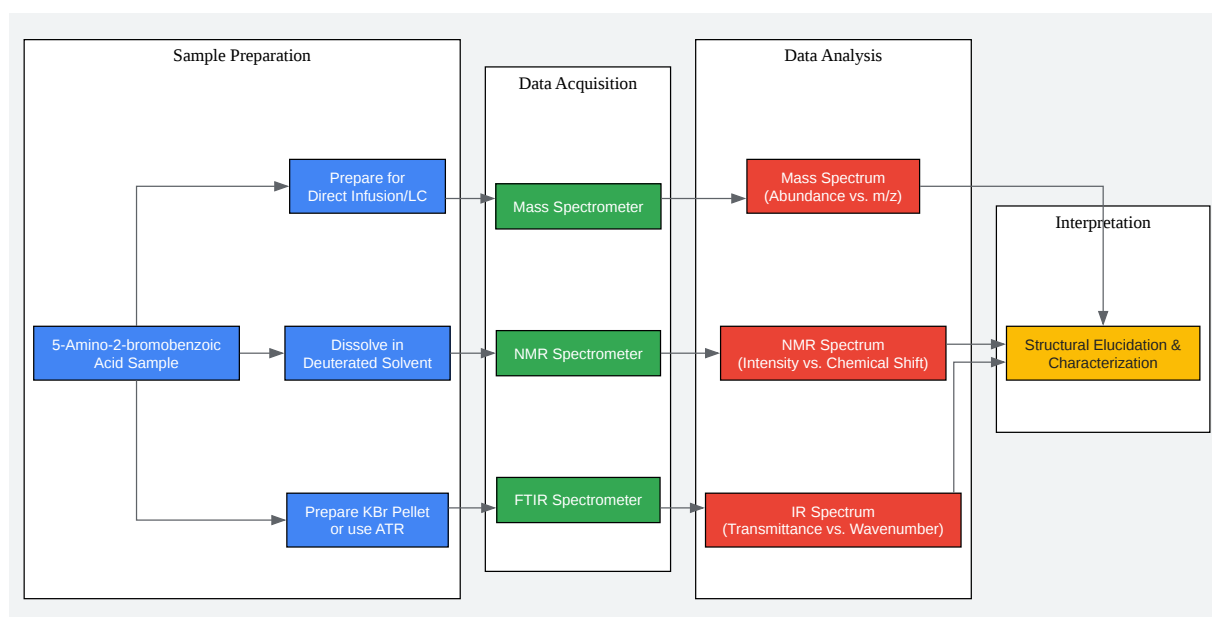 Sample Preparation
Prepare for
Direct Infusion/LC
5-Amino-2-bromobenzoic
Acid Sample
Dissolve in
Deuterated Solvent
Prepare KBr Pellet
or use ATR
Data Acquisition
Mass Spectrometer
NMR Spectrometer
FTIR Spectrometer
Data Analysis
Mass Spectrum
(Abundance vs. m/z)
NMR Spectrum
(Intensity vs. Chemical Shift)
IR Spectrum
(Transmittance vs. Wavenumber)
Interpretation
Structural Elucidation &
Characterization